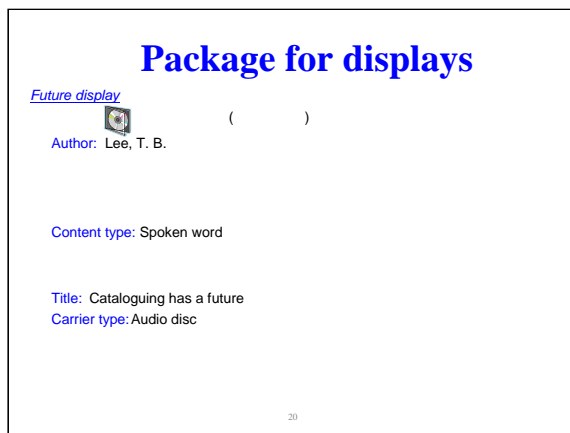 Package for displays
Future display
( )
Author: Lee, T. B.
Content type: Spoken word
Title: Cataloguing has a future
Carrier type: Audio disc
20